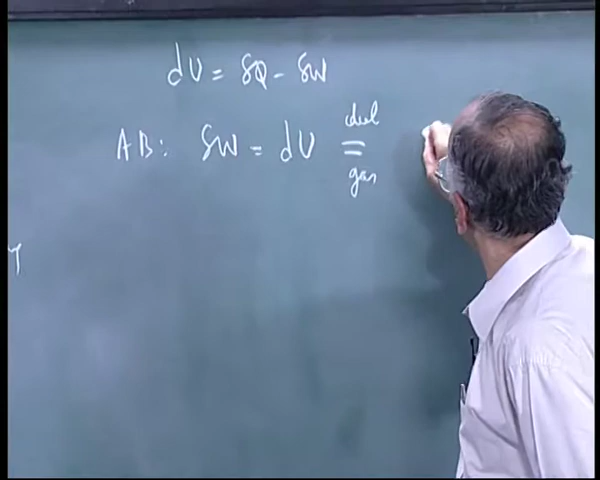 dU = δQ - δW
AB: δW = dU = ideal gas